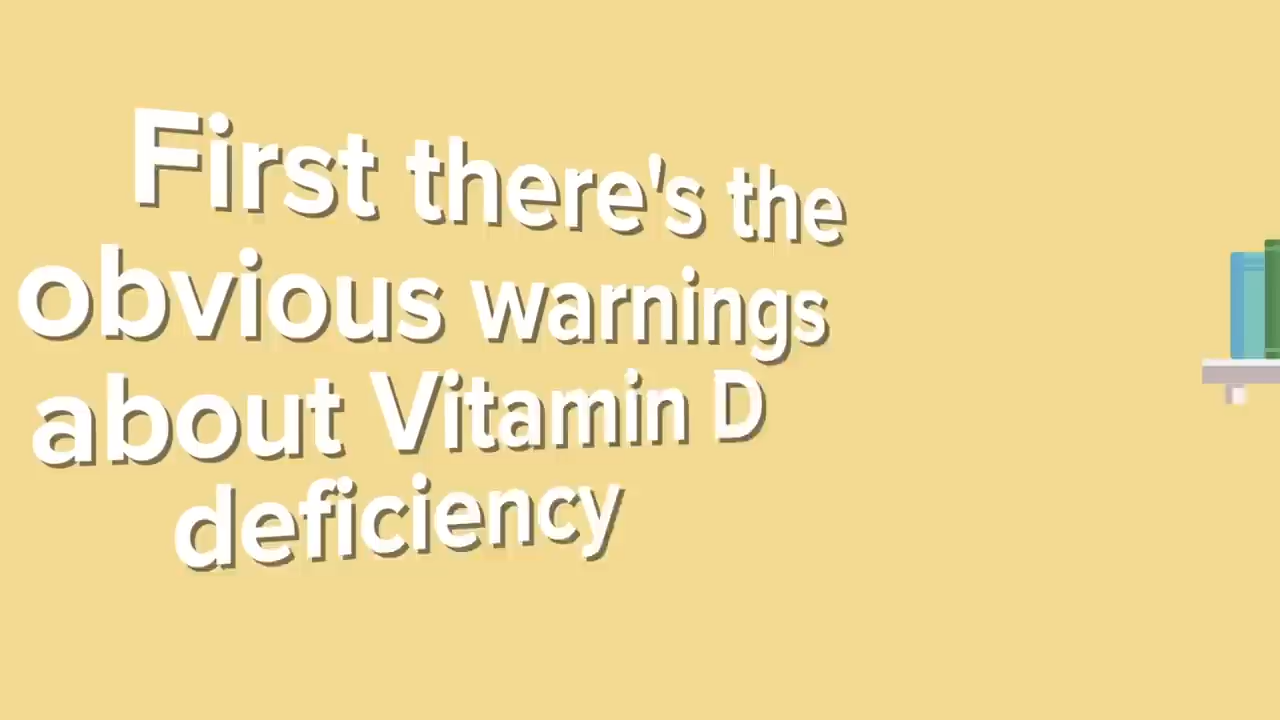 First there's the
obvious warnings
about Vitamin D
deficiency